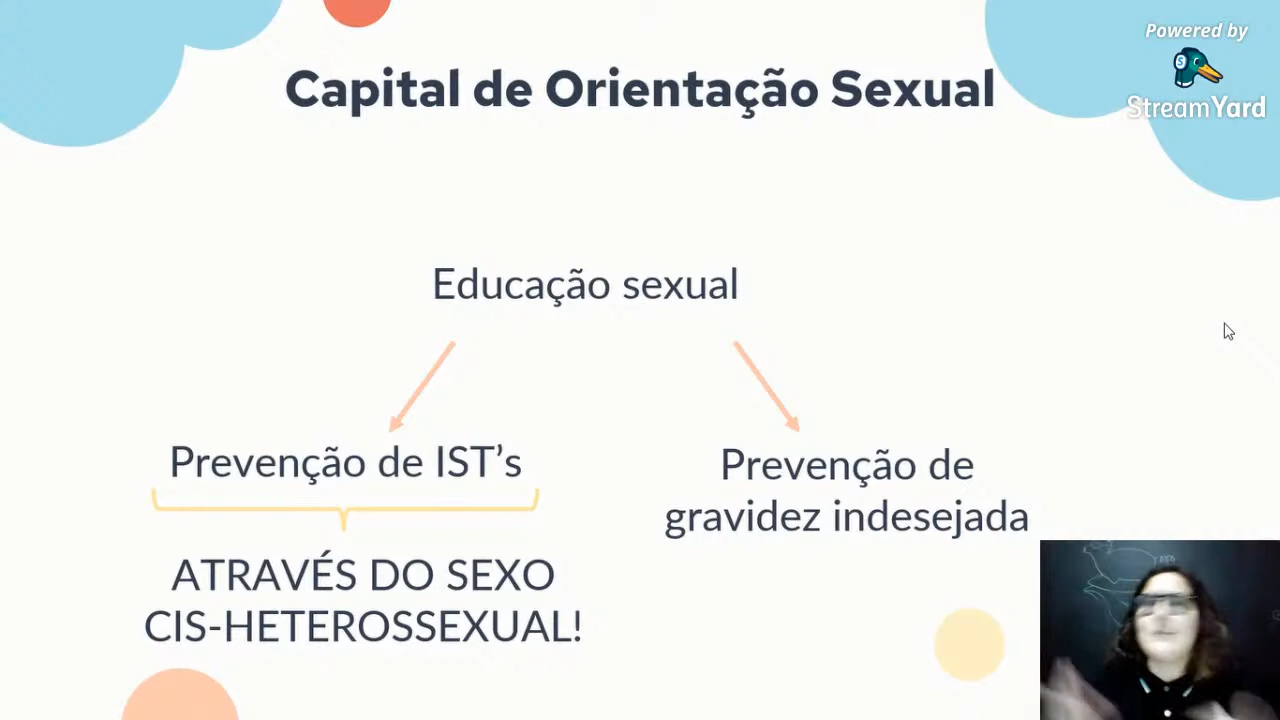 Powered by
StreamYard
Capital de Orientação Sexual
Educação sexual
Prevenção de IST’s
ATRAVÉS DO SEXO
CIS-HETEROSSEXUAL!
Prevenção de
gravidez indesejada